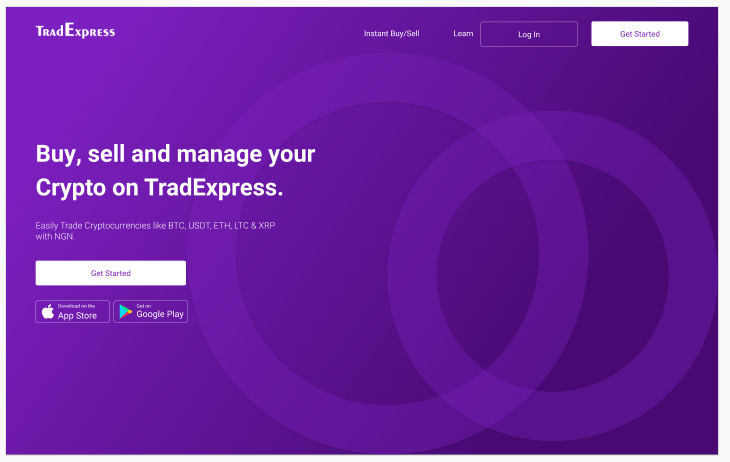 TradExpress
Instant Buy/Sell
Learn
Log In
Get Started
Buy, sell and manage your
Crypto on TradExpress.
Easily Trade Cryptocurrencies like BTC, USDT, ETH, LTC & XRP
with NGN.
Get Started
Download on the
App Store
Get on
Google Play